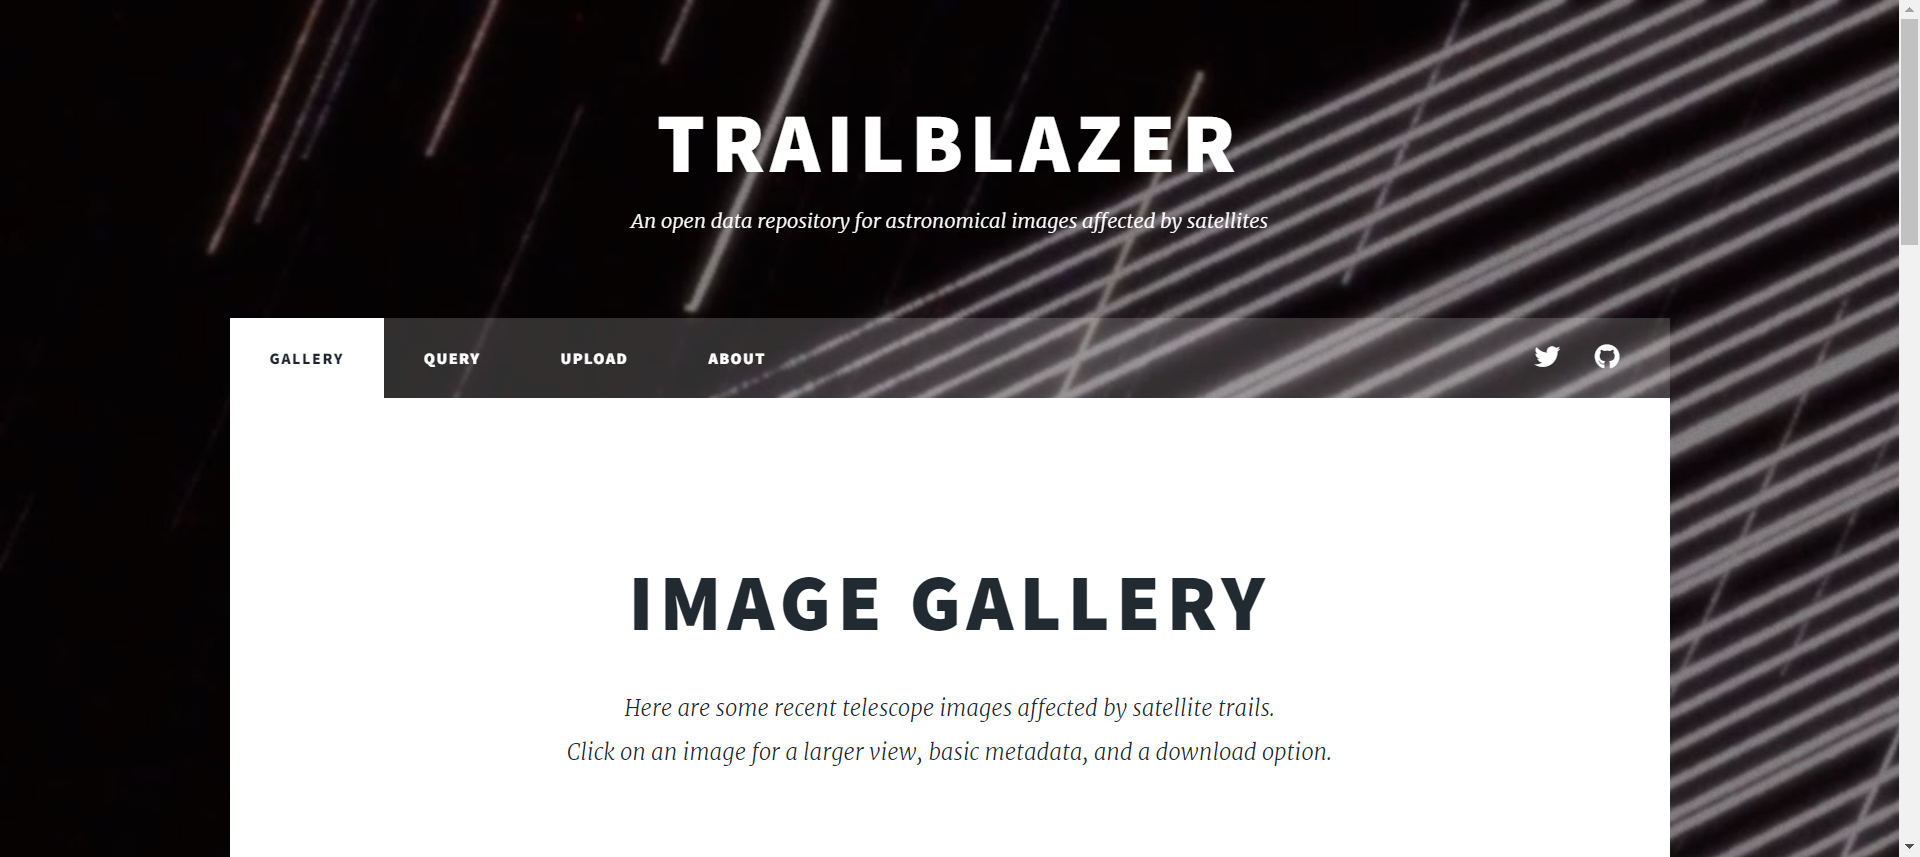 TRAILBLAZER
An open data repository for astronomical images affected by satellites
GALLERY QUERY UPLOAD ABOUT
IMAGE GALLERY
Here are some recent telescope images affected by satellite trails.
Click on an image for a larger view, basic metadata, and a download option.